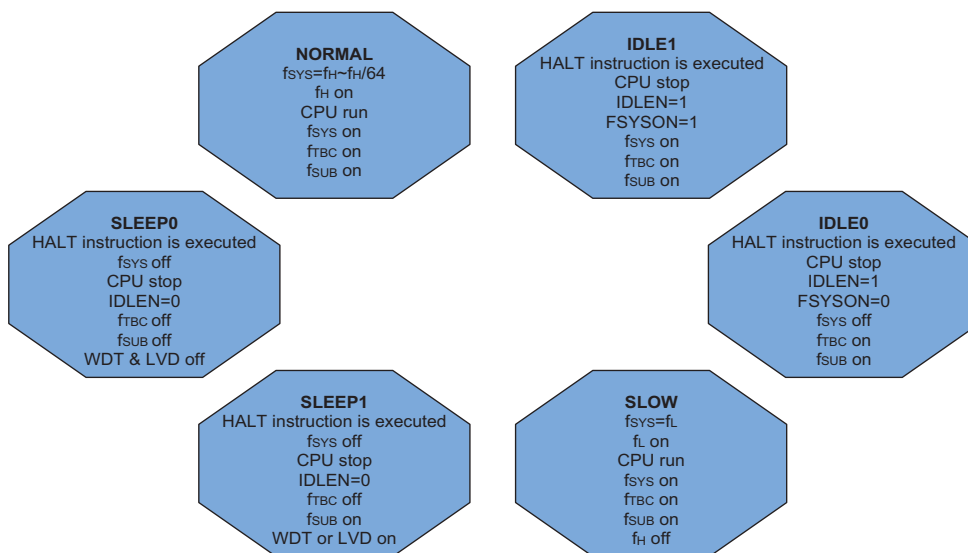 NORMAL
fSYS=fH~fH/64
fH on
CPU run
fSYS on
fTBC on
fSUB on
IDLE1
HALT instruction is executed
CPU stop
IDLEN=1
FSYSON=1
fSYS on
fTBC on
fSUB on
SLEEP0
HALT instruction is executed
fSYS off
CPU stop
IDLEN=0
fTBC off
fSUB off
WDT & LVD off
IDLE0
HALT instruction is executed
CPU stop
IDLEN=1
FSYSON=0
fSYS off
fTBC on
fSUB on
SLEEP1
HALT instruction is executed
fSYS off
CPU stop
IDLEN=0
fTBC off
fSUB on
WDT or LVD on
SLOW
fSYS=fL
fL on
CPU run
fSYS on
fTBC on
fSUB on
fH off